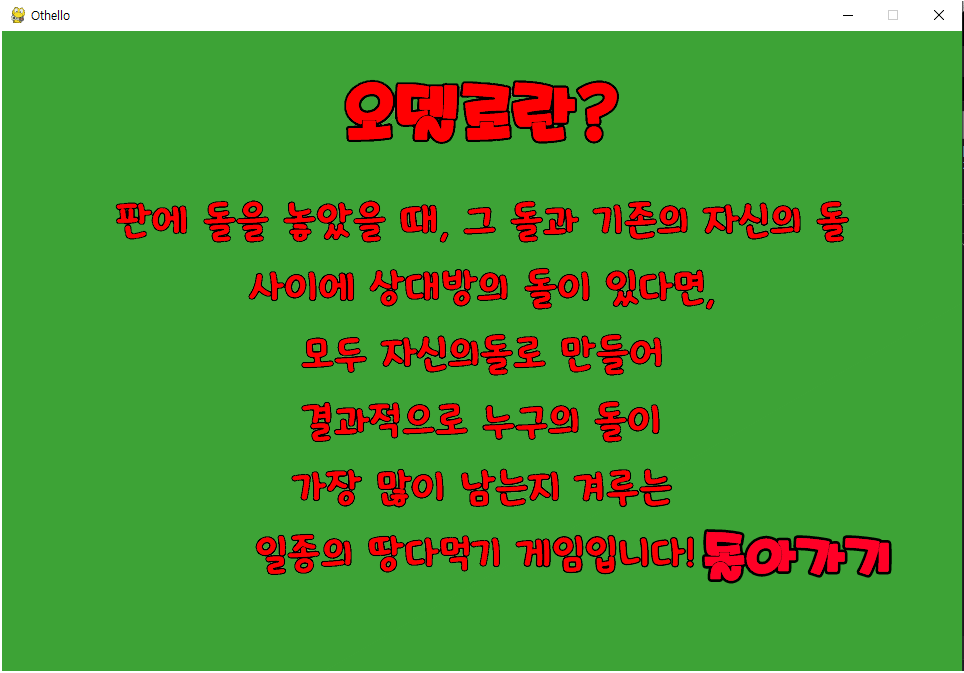 Othello
오델로란?
판에 돌을 놓았을 때, 그 돌과 기존의 자신의 돌
사이에 상대방의 돌이 있다면,
모두 자신의돌로 만들어
결과적으로 누구의 돌이
가장 많이 남는지 겨루는
일종의 땅다먹기 게임입니다!
돌아가기